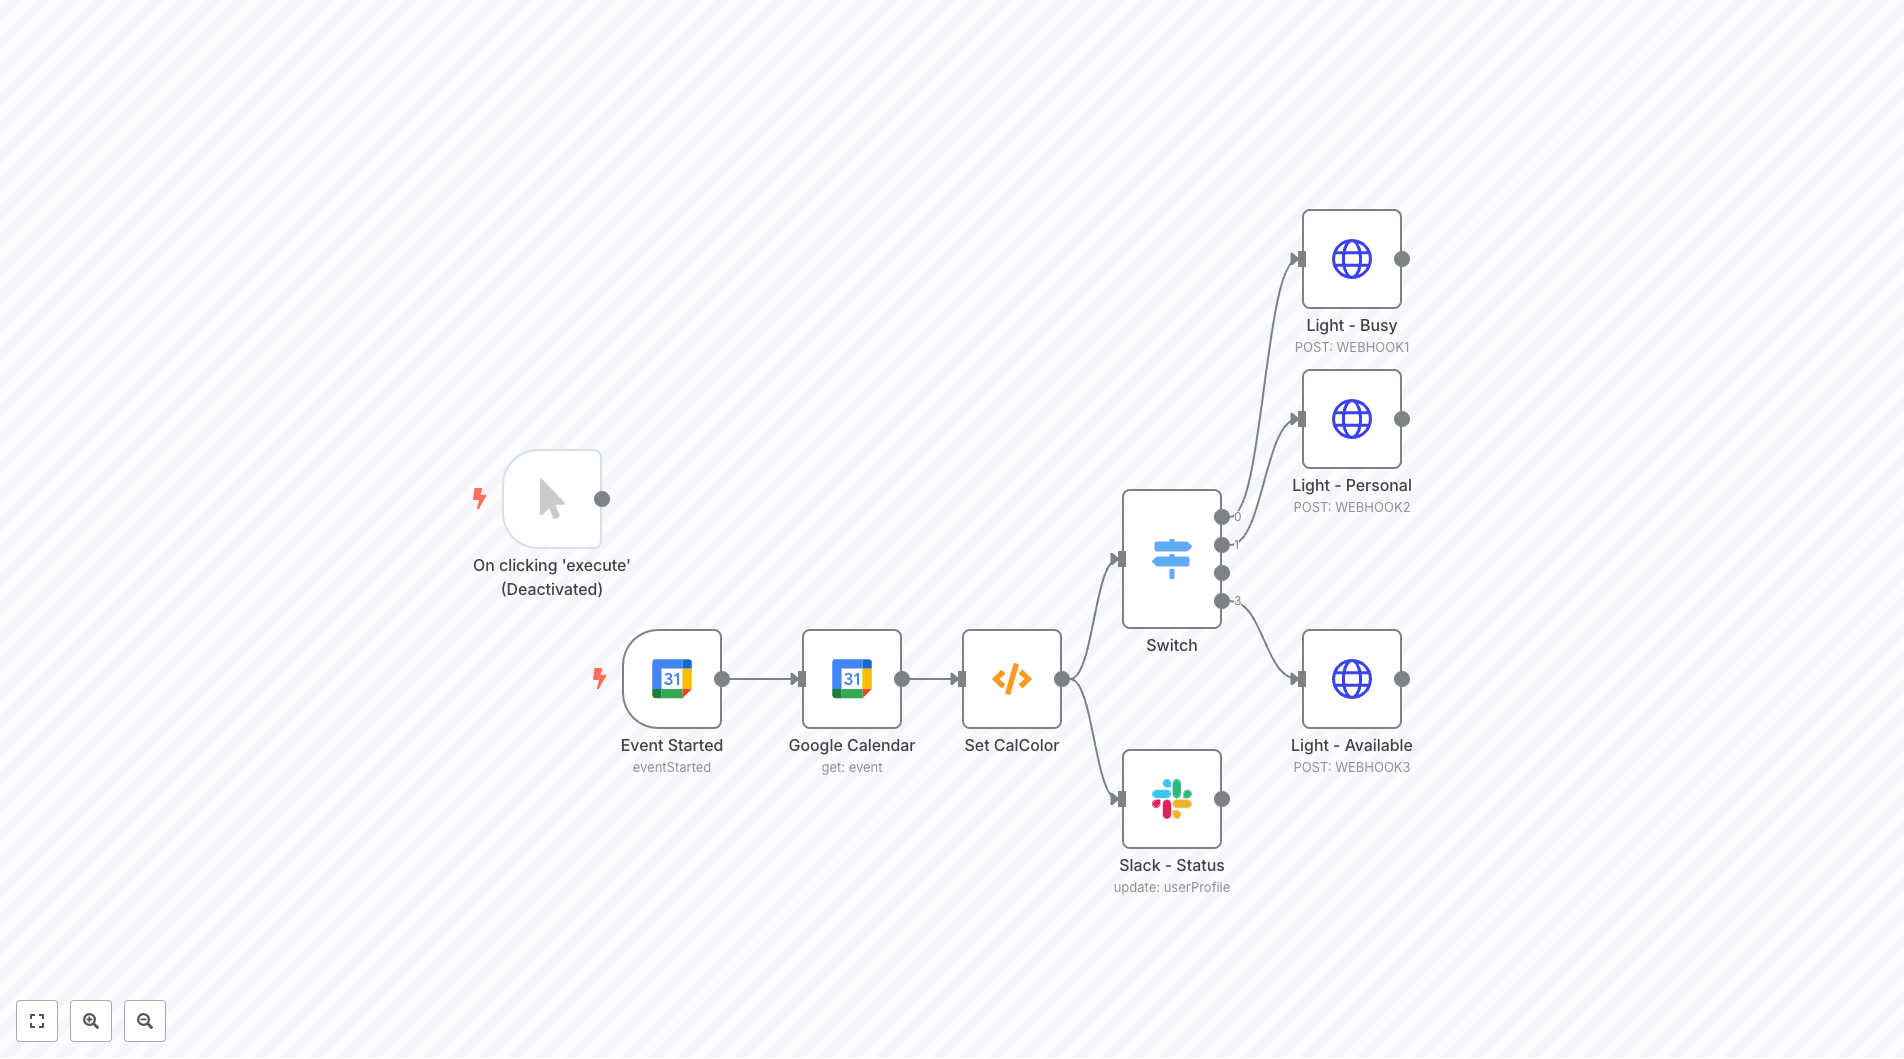 Light - Busy
POST: WEBHOOK1
Light - Personal
POST: WEBHOOK2
On clicking 'execute'
(Deactivated)
0
1
3
Switch
31
Event Started
eventStarted
31
Google Calendar
get: event
Set CalColor
Light - Available
POST: WEBHOOK3
Slack - Status
update: userProfile